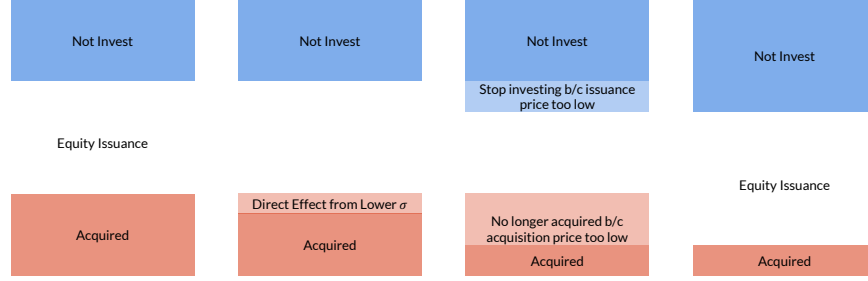 Not Invest
Equity Issuance
Acquired
Not Invest
Direct Effect from Lower σ
Acquired
Not Invest
Stop investing b/c issuance
price too low
No longer acquired b/c
acquisition price too low
Acquired
Not Invest
Equity Issuance
Acquired